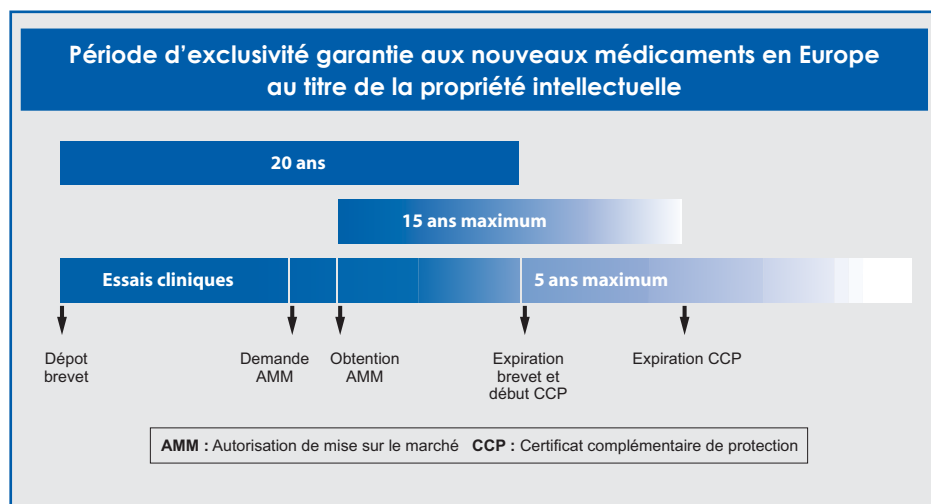 Période d’exclusivité garantie aux nouveaux médicaments en Europe
au titre de la propriété intellectuelle
20 ans
15 ans maximum
Essais cliniques
5 ans maximum
Dépot
brevet
Demande
AMM
Obtention
AMM
Expiration
brevet et
début CCP
Expiration CCP
AMM : Autorisation de mise sur le marché CCP : Certificat complémentaire de protection